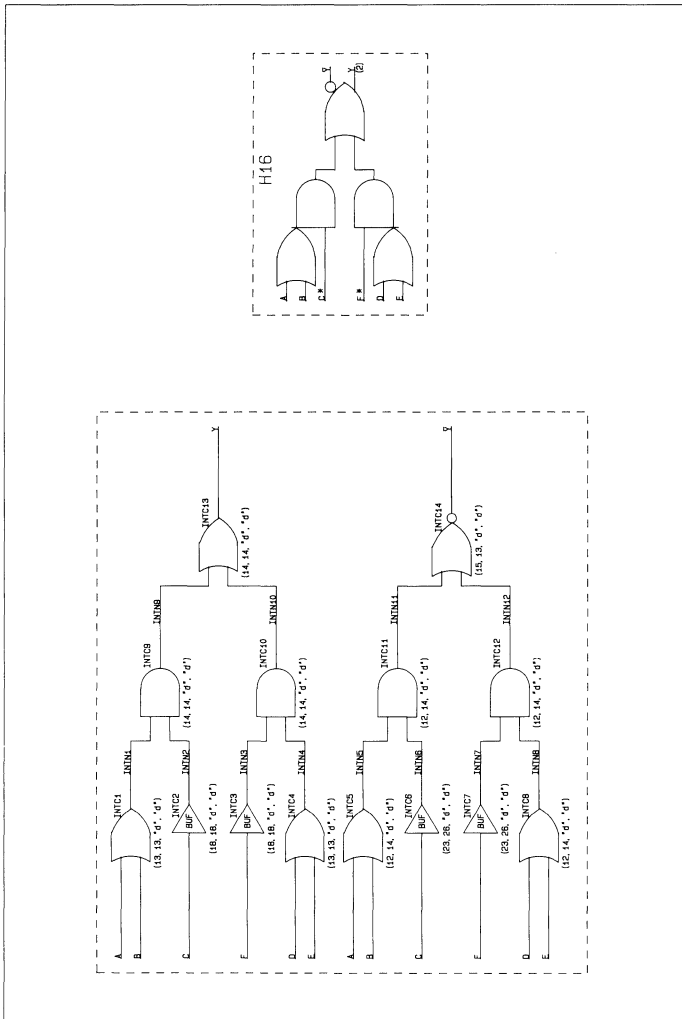 H16
A
B
C*
F*
D
E
Y̅
Y
(2)
A
B
INTC1
(13, 13, "d", "d")
INTN1
C
INTC2
BUF
(18, 18, "d", "d")
INTN2
INTC9
(14, 14, "d", "d")
INTN9
F
INTC3
BUF
(18, 18, "d", "d")
INTN3
D
E
INTC4
(13, 13, "d", "d")
INTN4
INTC10
(14, 14, "d", "d")
INTN10
INTC13
(14, 14, "d", "d")
Y
A
B
INTC5
(12, 14, "d", "d")
INTN5
C
INTC6
BUF
(23, 26, "d", "d")
INTN6
INTC11
(12, 14, "d", "d")
INTN11
F
INTC7
BUF
(23, 26, "d", "d")
INTN7
D
E
INTC8
(12, 14, "d", "d")
INTN8
INTC12
(12, 14, "d", "d")
INTN12
INTC14
(15, 13, "d", "d")
Y̅